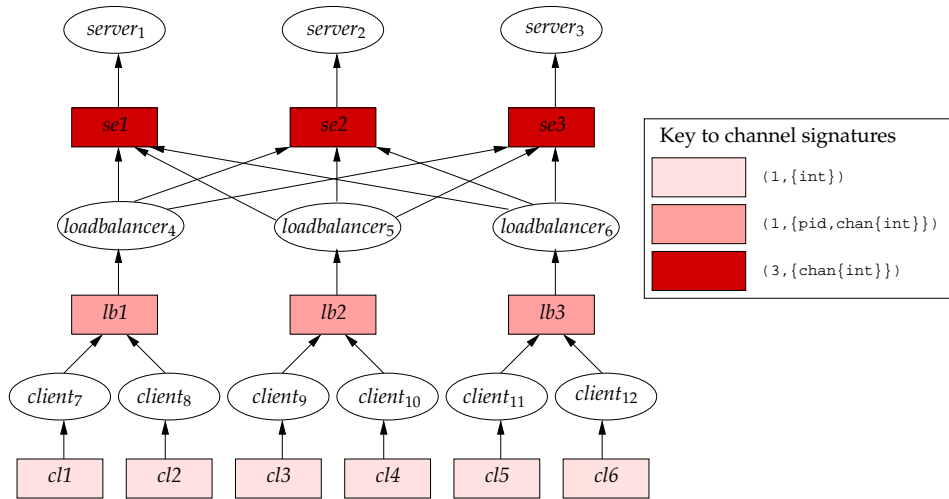 server1 server2 server3
se1 se2 se3
Key to channel signatures
(1,{int})
(1,{pid,chan{int}})
(3,{chan{int}})
loadbalancer4 loadbalancer5 loadbalancer6
lb1 lb2 lb3
client7 client8 client9 client10 client11 client12
cl1 cl2 cl3 cl4 cl5 cl6